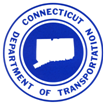 CONNECTICUT
DEPARTMENT OF TRANSPORTATION